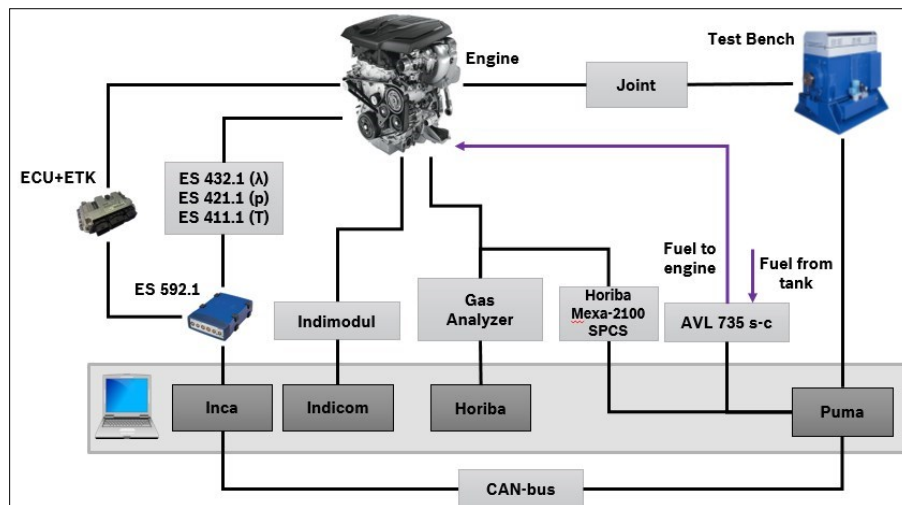 Engine
Test Bench
Joint
ECU+ETK
ES 432.1 (λ)
ES 421.1 (p)
ES 411.1 (T)
ES 592.1
Indimodul
Gas
Analyzer
Horiba
Mexa-2100
SPCS
Fuel to
engine
Fuel from
tank
AVL 735 s-c
Inca
Indicom
Horiba
Puma
CAN-bus